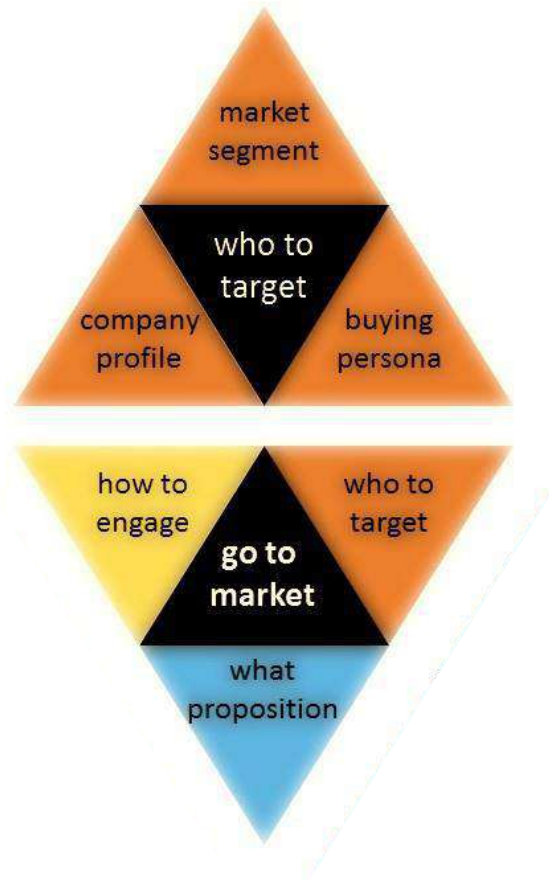 market
segment
who to
target
company
profile
buying
persona
how to
engage
who to
target
go to
market
what
proposition